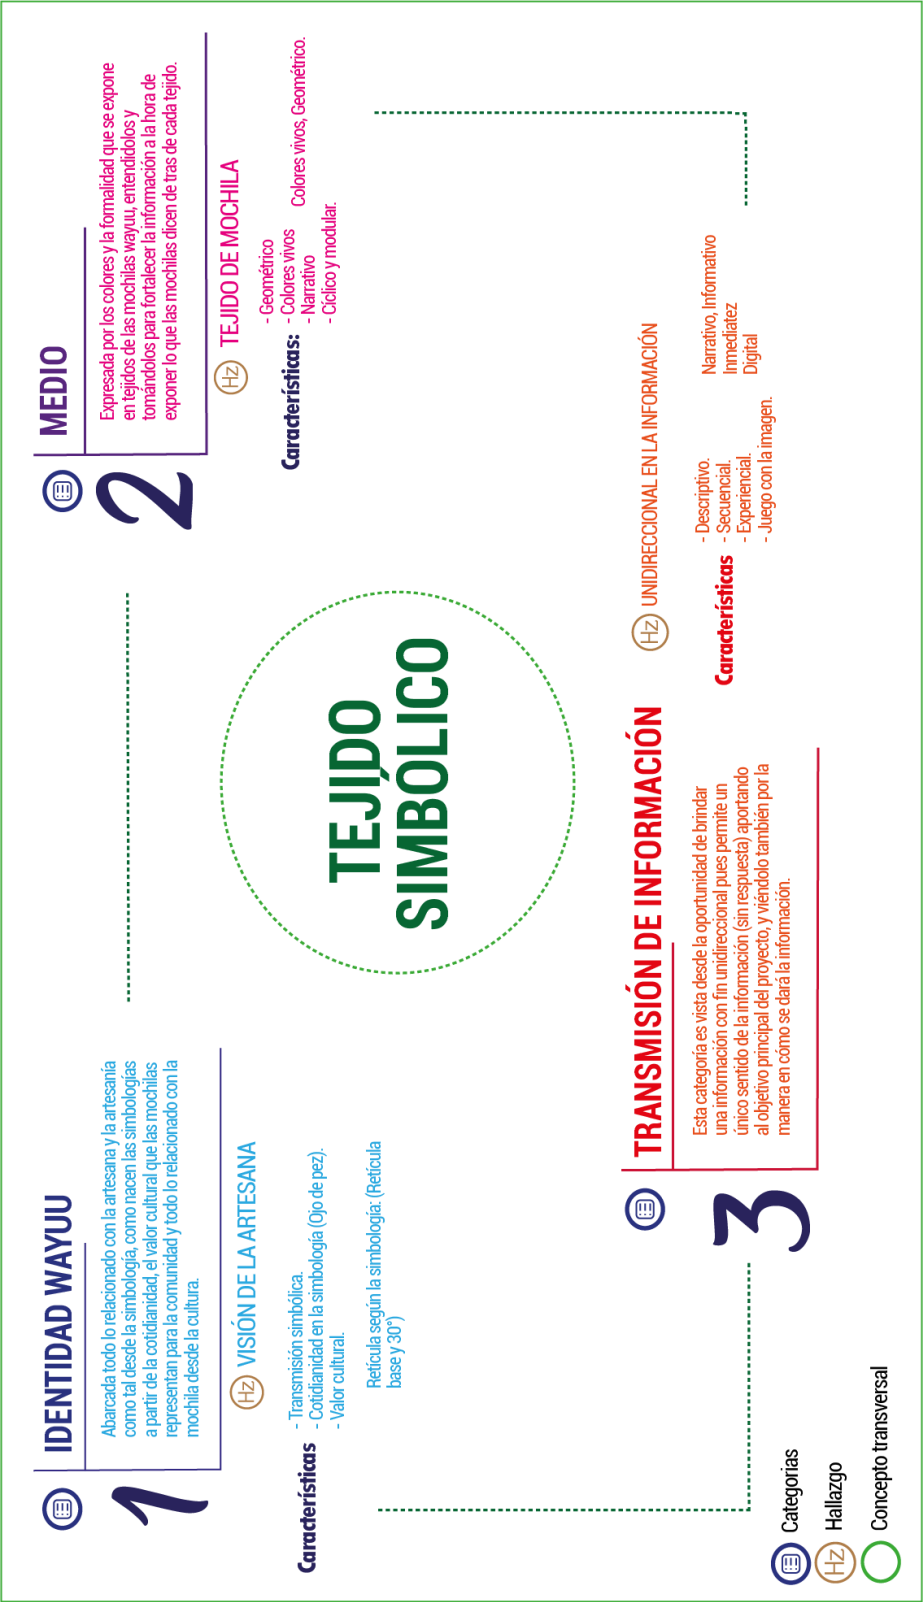 1
IDENTIDAD WAYUU
Abarcada todo lo relacionado con la artesana y la artesanía
como tal desde la simbología, como nacen las simbologías
a partir de la cotidianidad, el valor cultural que las mochilas
representan para la comunidad y todo lo relacionado con la
mochila desde la cultura.
Hz VISIÓN DE LA ARTESANA
Características
- Transmisión simbólica.
- Cotidianidad en la simbología (Ojo de pez).
- Valor cultural.
Retícula según la simbología. (Retícula
base y 30°)
2
MEDIO
Expresada por los colores y la formalidad que se expone
en tejidos de las mochilas wayuu, entendidolos y
tomándolos para fortalecer la información a la hora de
exponer lo que las mochilas dicen de tras de cada tejido.
Hz TEJIDO DE MOCHILA
Características:
- Geométrico
- Colores vivos
- Narrativo
- Cíclico y modular.
Colores vivos, Geométrico.
TEJIDO
SIMBÓLICO
3
TRANSMISIÓN DE INFORMACIÓN
Esta categoría es vista desde la oportunidad de brindar
una información con fin unidireccional pues permite un
único sentido de la información (sin respuesta) aportando
al objetivo principal del proyecto, y viéndolo también por la
manera en cómo se dará la información.
Hz UNIDIRECCIONAL EN LA INFORMACIÓN
Características
- Descriptivo.
- Secuencial.
- Experiencial.
- Juego con la imagen.
Narrativo, Informativo
Inmediatez
Digital
Categorias
Hz Hallazgo
Concepto transversal